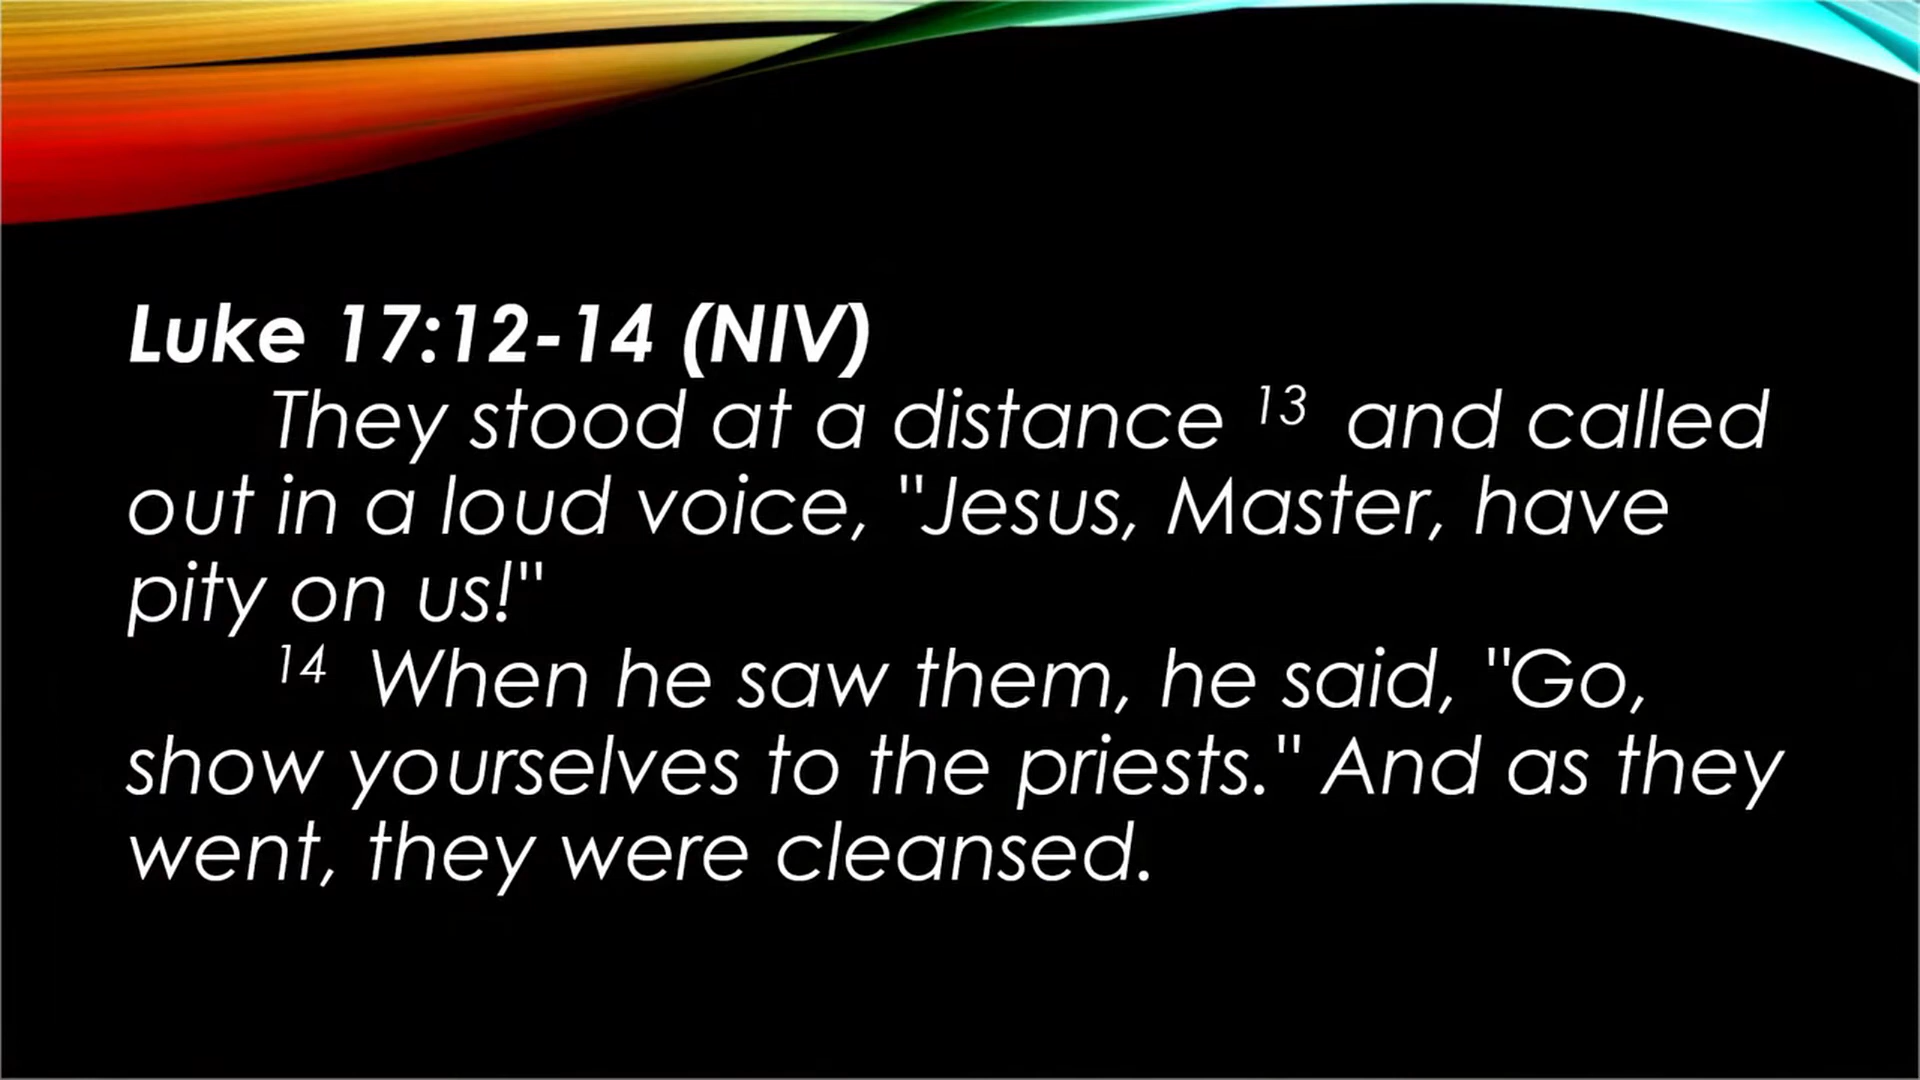 Luke 17:12-14 (NIV)
They stood at a distance 13 and called
out in a loud voice, "Jesus, Master, have
pity on us!"
14 When he saw them, he said, "Go,
show yourselves to the priests." And as they
went, they were cleansed.